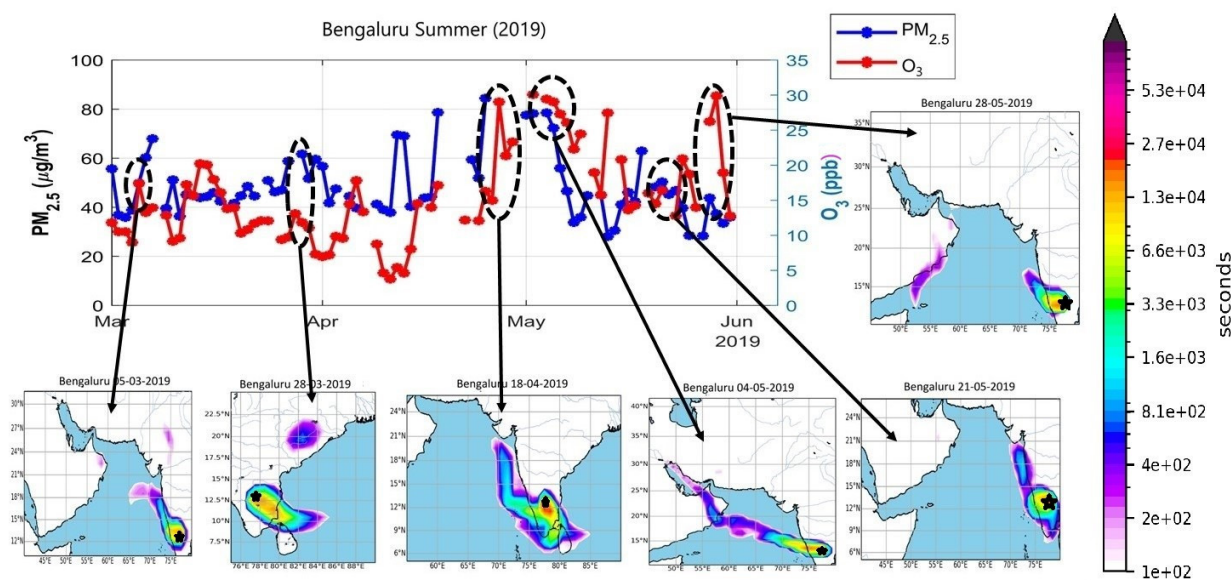 Bengaluru Summer (2019)
PM2.5
O3
100
80
60
40
20
0
PM2.5 (μg/m³)
35
30
25
20
15
10
5
0
O3(ppb)
Mar
Apr
May
Jun
2019
Bengaluru 28-05-2019
35°N
30°N
25°N
20°N
15°N
50°E 55°E 60°E 65°E 70°E 75°E
5.3e+04
2.7e+04
1.3e+04
6.6e+03
3.3e+03
1.6e+03
8.1e+02
4e+02
2e+02
1e+02
seconds
Bengaluru 05-03-2019
30°N
27°N
24°N
21°N
18°N
15°N
12°N
45°E 50°E 55°E 60°E 65°E 70°E 75°E
Bengaluru 28-03-2019
22.5°N
20°N
17.5°N
15°N
12.5°N
10°N
7.5°N
76°E 78°E 80°E 82°E 84°E 86°E 88°E
Bengaluru 18-04-2019
24°N
21°N
18°N
15°N
12°N
9°N
6°N
60°E 65°E 70°E 75°E 80°E 85°E
Bengaluru 04-05-2019
40°N
35°N
30°N
25°N
20°N
15°N
50°E 55°E 60°E 65°E 70°E 75°E
Bengaluru 21-05-2019
24°N
21°N
18°N
15°N
12°N
9°N
6°N
50°E 55°E 60°E 65°E 70°E 75°E